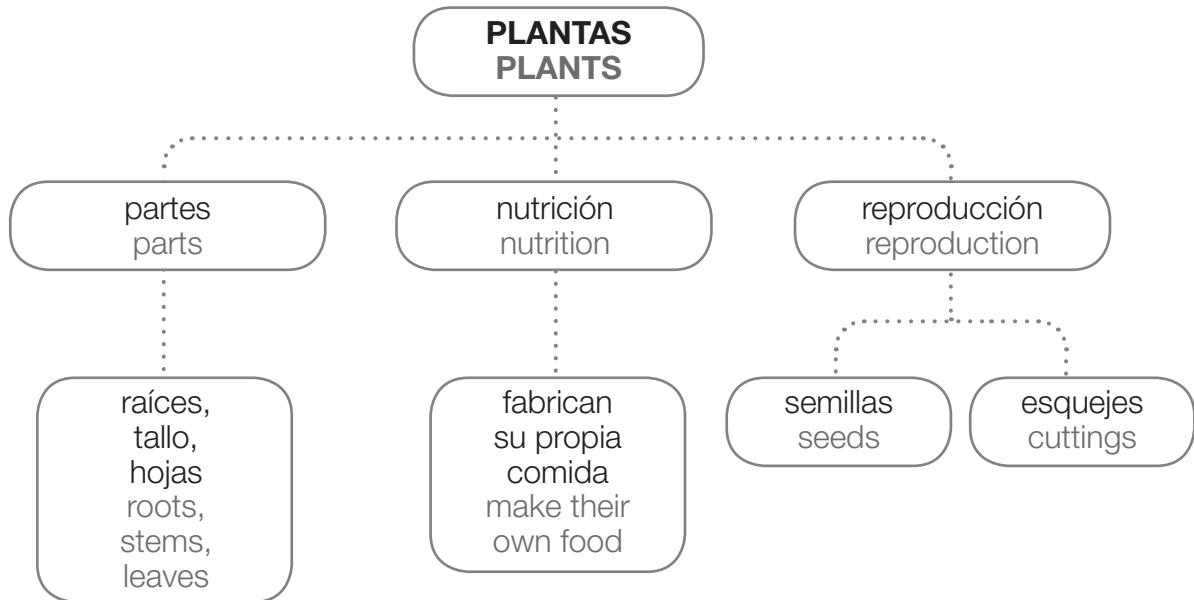 PLANTAS
PLANTS
partes
parts
nutrición
nutrition
reproducción
reproduction
raíces,
tallo,
hojas
roots,
stems,
leaves
fabrican
su propia
comida
make their
own food
semillas
seeds
esquejes
cuttings